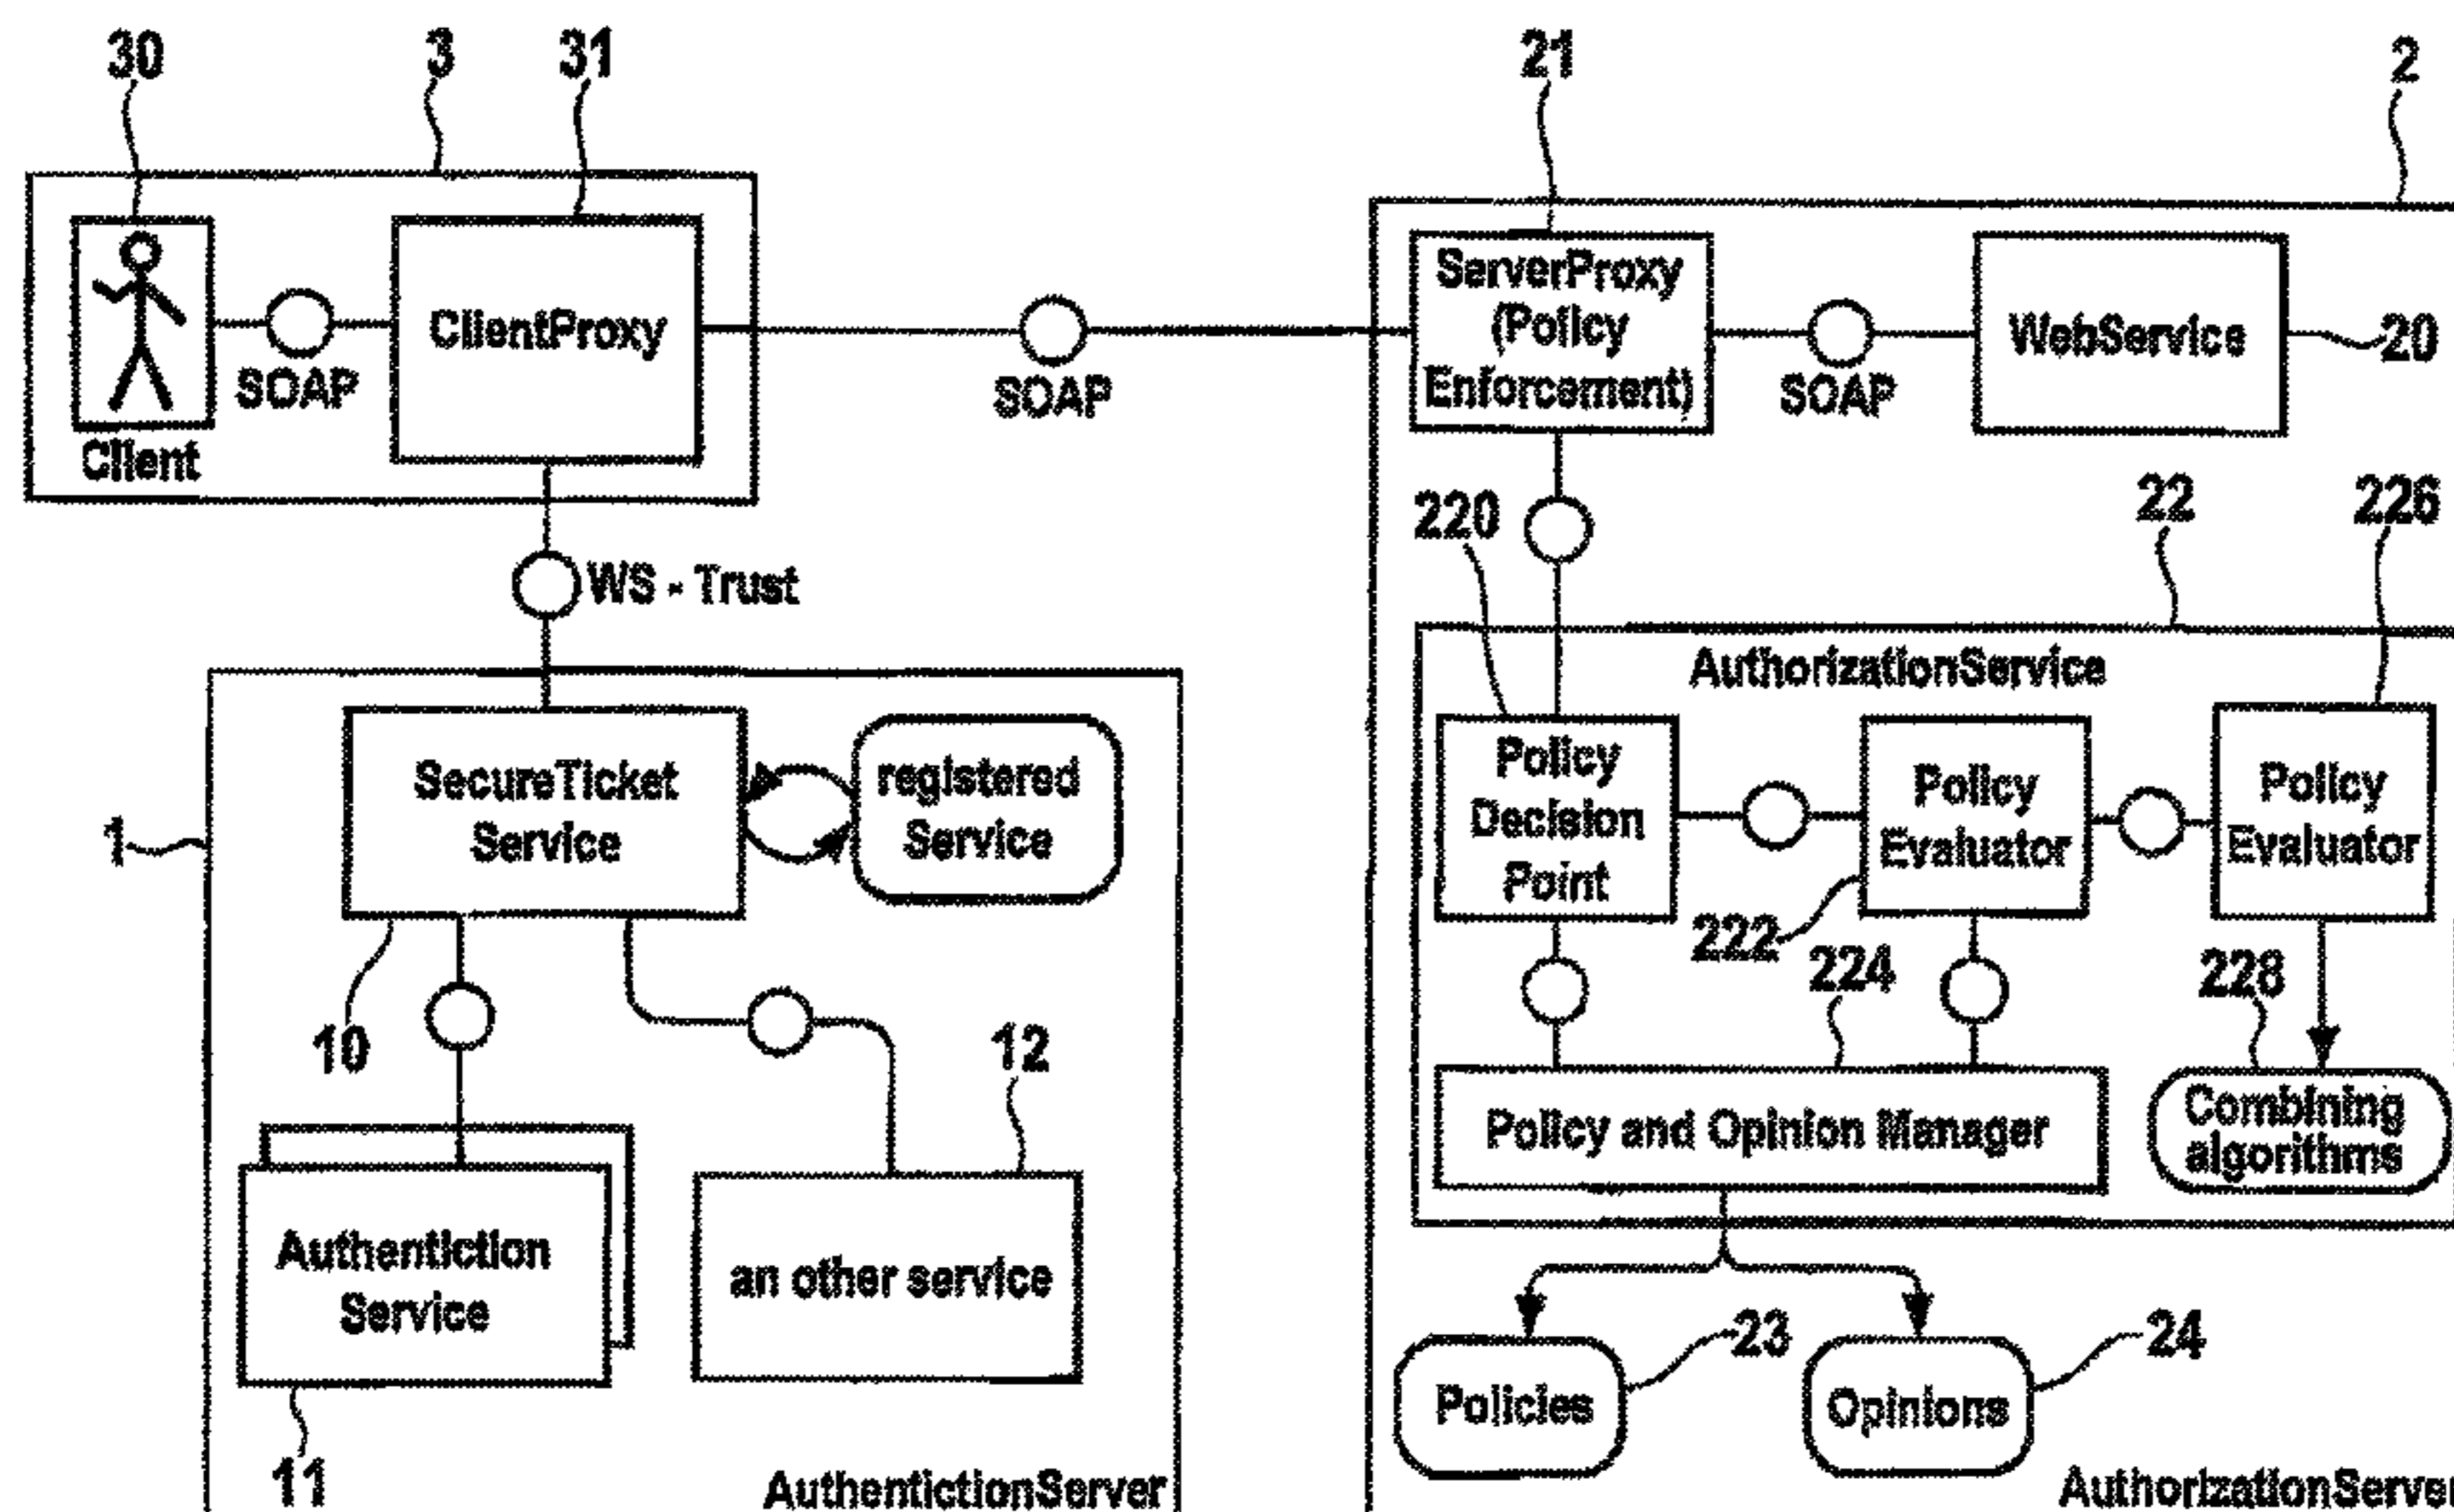 30
3
31
21
2
Client
SOAP
ClientProxy
SOAP
ServerProxy
(Policy
Enforcement)
SOAP
WebService
20
WS - Trust
220
22
226
AuthorizationService
1
SecureTicket
Service
registered
Service
Policy
Decision
Point
Policy
Evaluator
Policy
Evaluator
222
224
228
10
12
Policy and Opinion Manager
Combining
algorithms
Authentiction
Service
an other service
11
23
24
Policies
Opinions
AuthentictionServer
AuthorizationServer